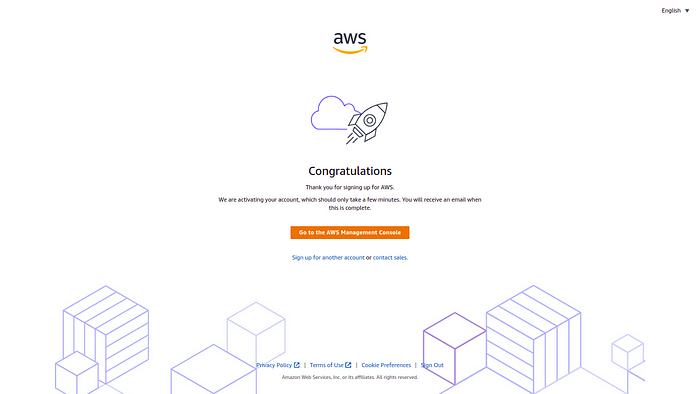 English
aws
Congratulations
Thank you for signing up for AWS.
We are activating your account, which should only take a few minutes. You will receive an email when
this is complete.
Go to the AWS Management Console
Sign up for another account or contact sales.
Privacy Policy | Terms of Use | Cookie Preferences | Sign Out
Amazon Web Services, Inc. or its affiliates. All rights reserved.